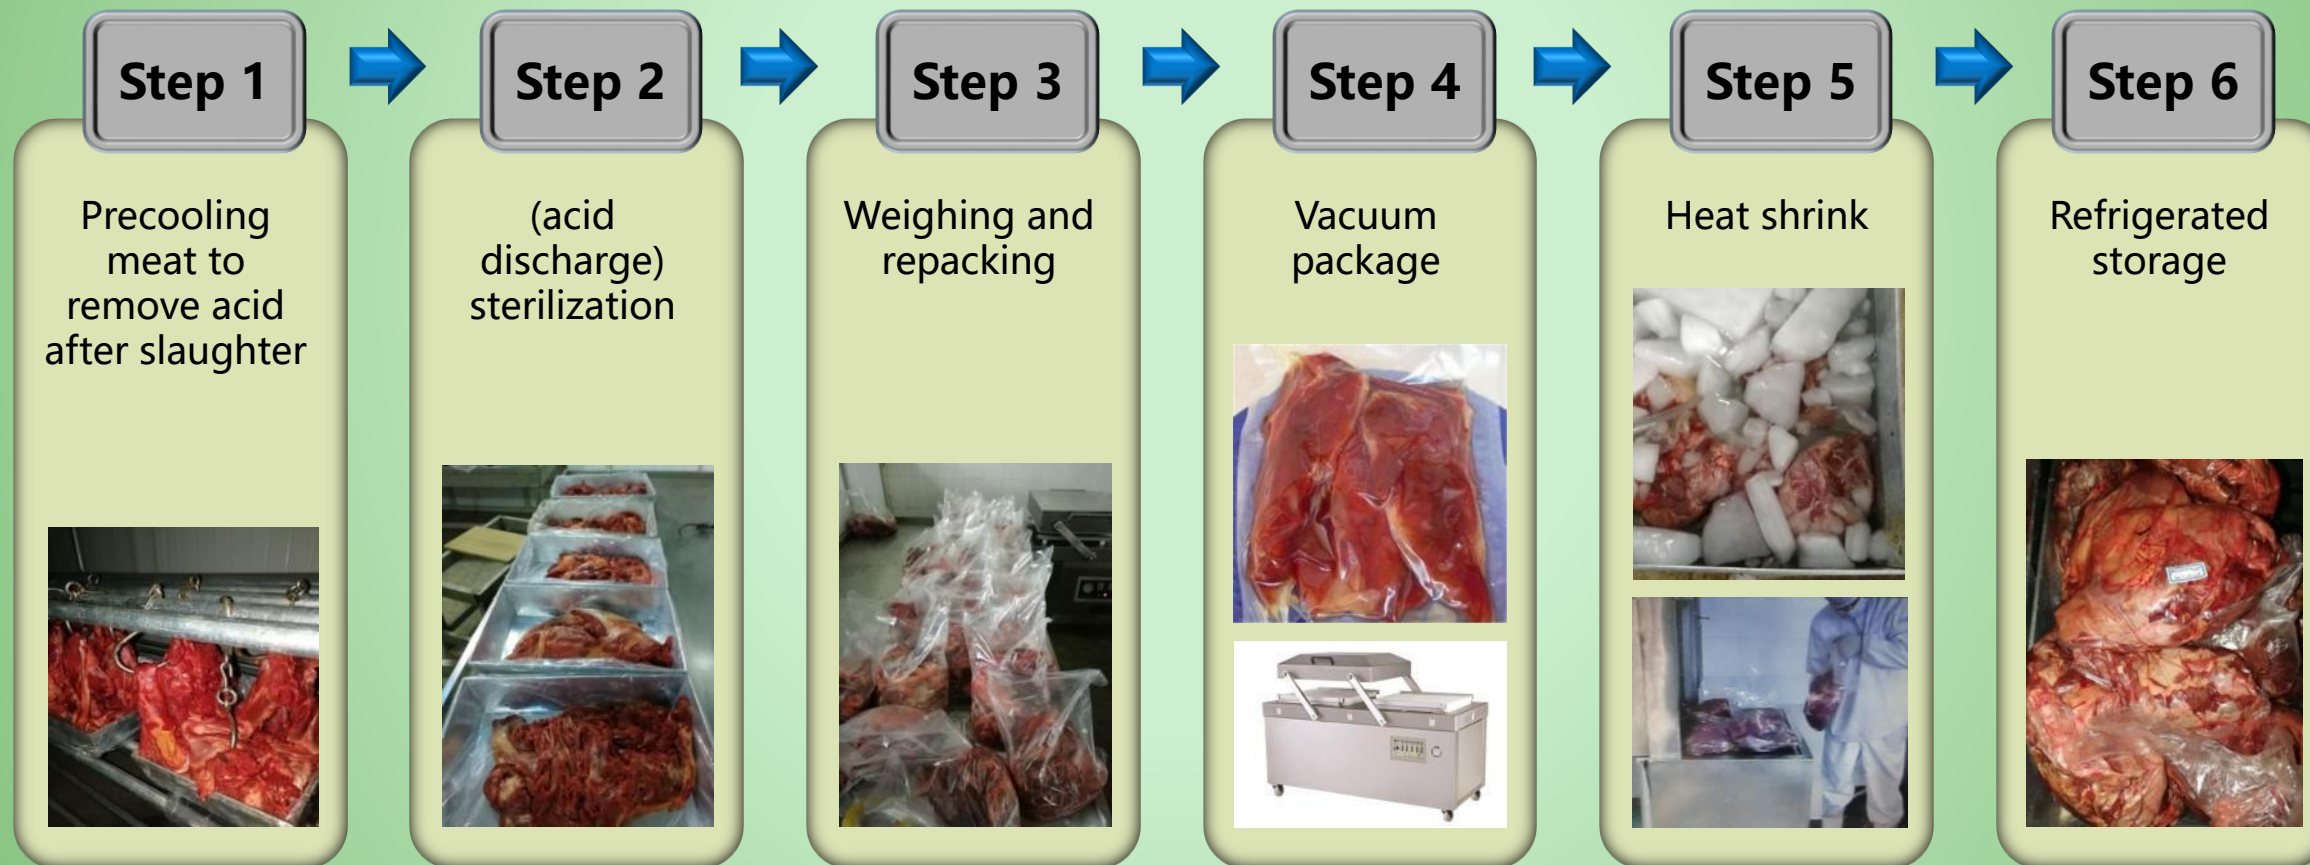 Step 1
Precooling
meat to
remove acid
after slaughter
Step 2
(acid
discharge)
sterilization
Step 3
Weighing and
repacking
Step 4
Vacuum
package
Step 5
Heat shrink
Step 6
Refrigerated
storage